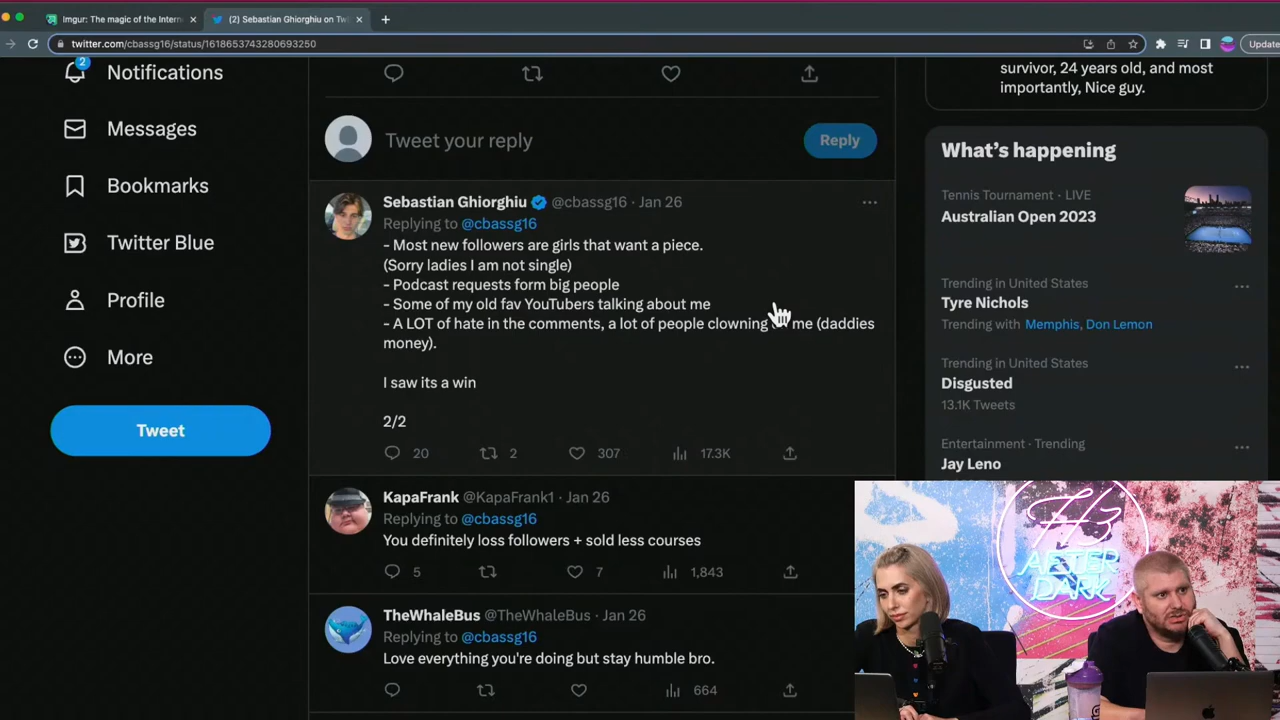 Imgur: The magic of the Intern
(2) Sebastian Ghiorghiu on Twi
twitter.com/cbassg16/status/1618653743280693250
Update
2
Notifications
Messages
Bookmarks
Twitter Blue
Profile
More
Tweet
Tweet your reply
Reply
Sebastian Ghiorghiu @cbassg16 · Jan 26
Replying to @cbassg16
- Most new followers are girls that want a piece.
(Sorry ladies I am not single)
- Podcast requests form big people
- Some of my old fav YouTubers talking about me
- A LOT of hate in the comments, a lot of people clowning me (daddies
money).
I saw its a win
2/2
20 2 307 17.3K
KapaFrank @KapaFrank1 · Jan 26
Replying to @cbassg16
You definitely loss followers + sold less courses
5 7 1,843
TheWhaleBus @TheWhaleBus · Jan 26
Replying to @cbassg16
Love everything you're doing but stay humble bro.
664
survivor, 24 years old, and most
importantly, Nice guy.
What's happening
Tennis Tournament · LIVE
Australian Open 2023
Trending in United States
Tyre Nichols
Trending with Memphis, Don Lemon
Trending in United States
Disgusted
13.1K Tweets
Entertainment · Trending
Jay Leno
H3
AFTER
DARK